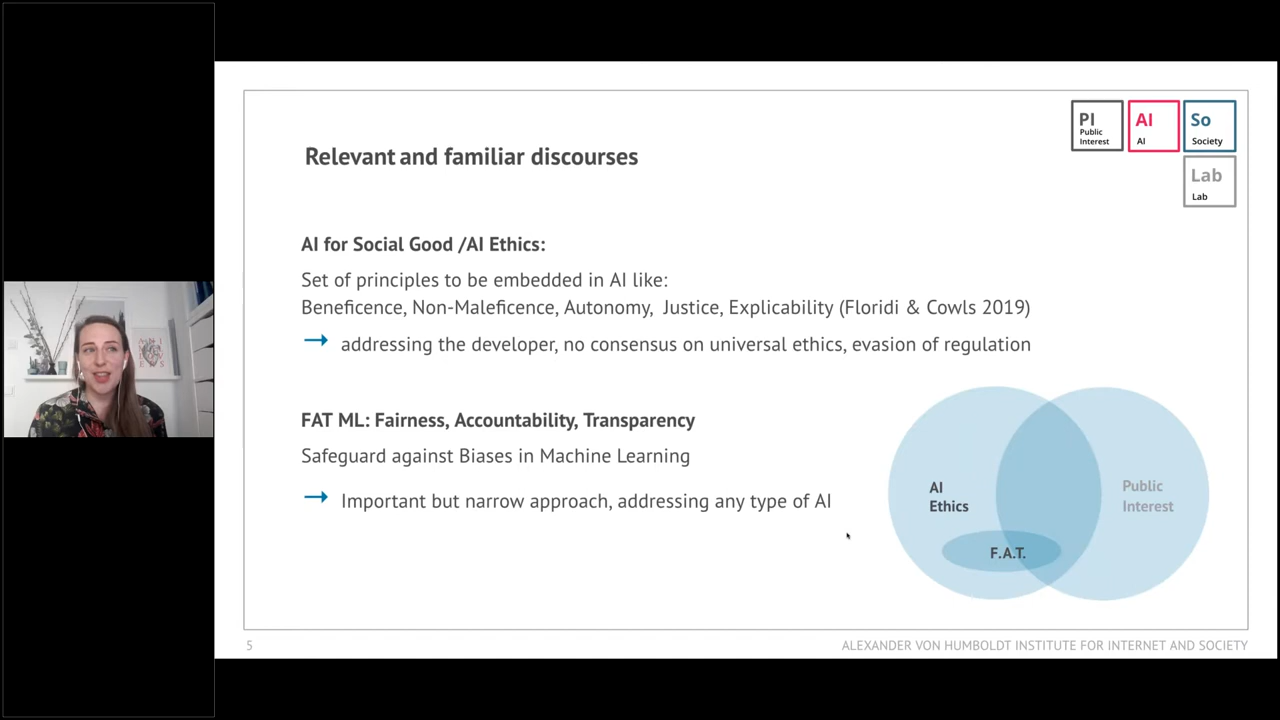 PI
Public
Interest
AI
AI
So
Society
Lab
Lab
Relevant and familiar discourses
AI for Social Good /AI Ethics:
Set of principles to be embedded in AI like:
Beneficence, Non-Maleficence, Autonomy, Justice, Explicability (Floridi & Cowls 2019)
addressing the developer, no consensus on universal ethics, evasion of regulation
FAT ML: Fairness, Accountability, Transparency
Safeguard against Biases in Machine Learning
Important but narrow approach, addressing any type of AI
AI
Ethics
Public
Interest
F.A.T.
5
ALEXANDER VON HUMBOLDT INSTITUTE FOR INTERNET AND SOCIETY